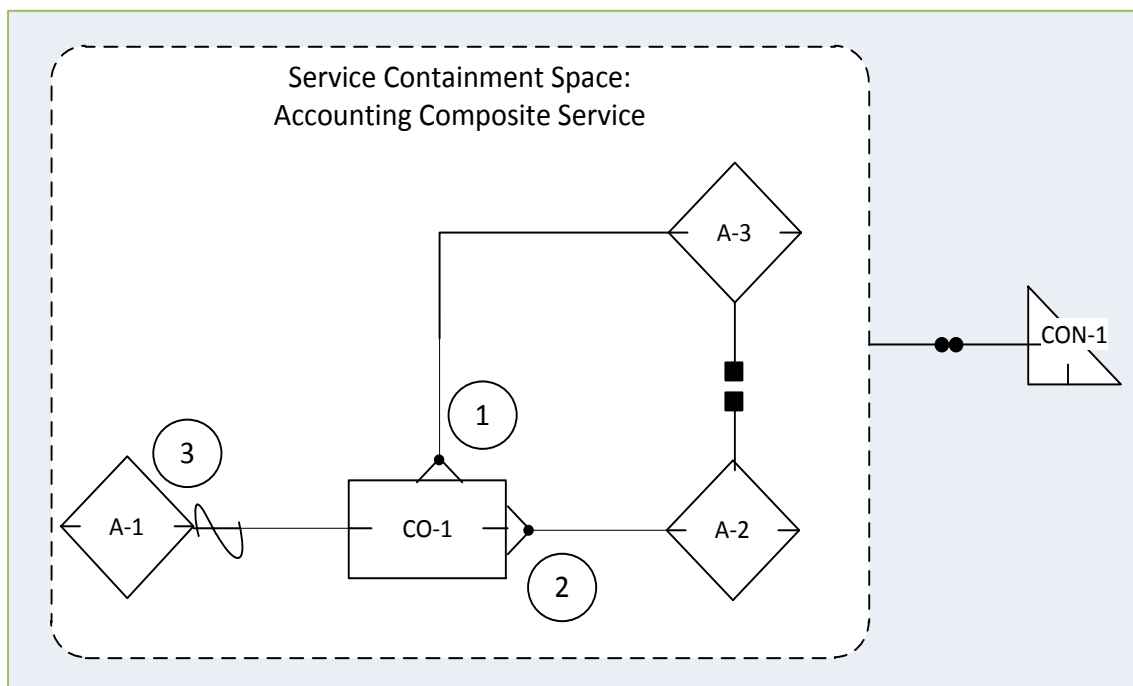 Service Containment Space:
Accounting Composite Service
A-3
CON-1
1
3
A-1
CO-1
A-2
2